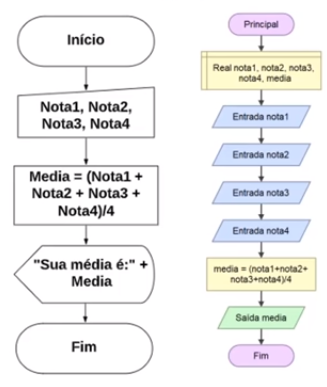 Início
Nota1, Nota2,
Nota3, Nota4
Media = (Nota1 +
Nota2 + Nota3 +
Nota4)/4
"Sua média é:" +
Media
Fim
Principal
Real nota1, nota2, nota3,
nota4, media
Entrada nota1
Entrada nota2
Entrada nota3
Entrada nota4
media = (nota1+nota2+
nota3+nota4)/4
Saída media
Fim